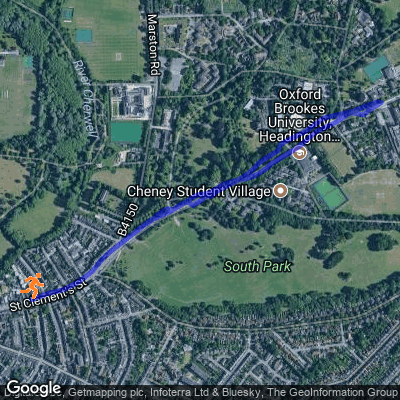 Marston Rd
River Cherwell
Oxford
Brookes
University,
Headington...
Cheney Student Village
B4150
South Park
St Clement's St
Google
Getmapping plc, Infoterra Ltd & Bluesky, The GeoInformation Group